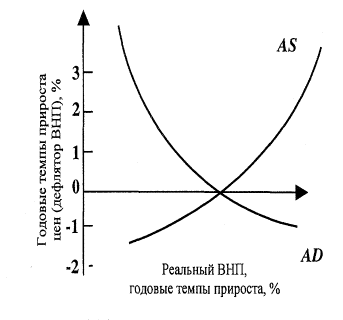 Годовые темпы прироста
цен (дефлятор ВНП), %
3
2
1
0
-1
-2
AS
AD
Реальный ВНП,
годовые темпы прироста, %